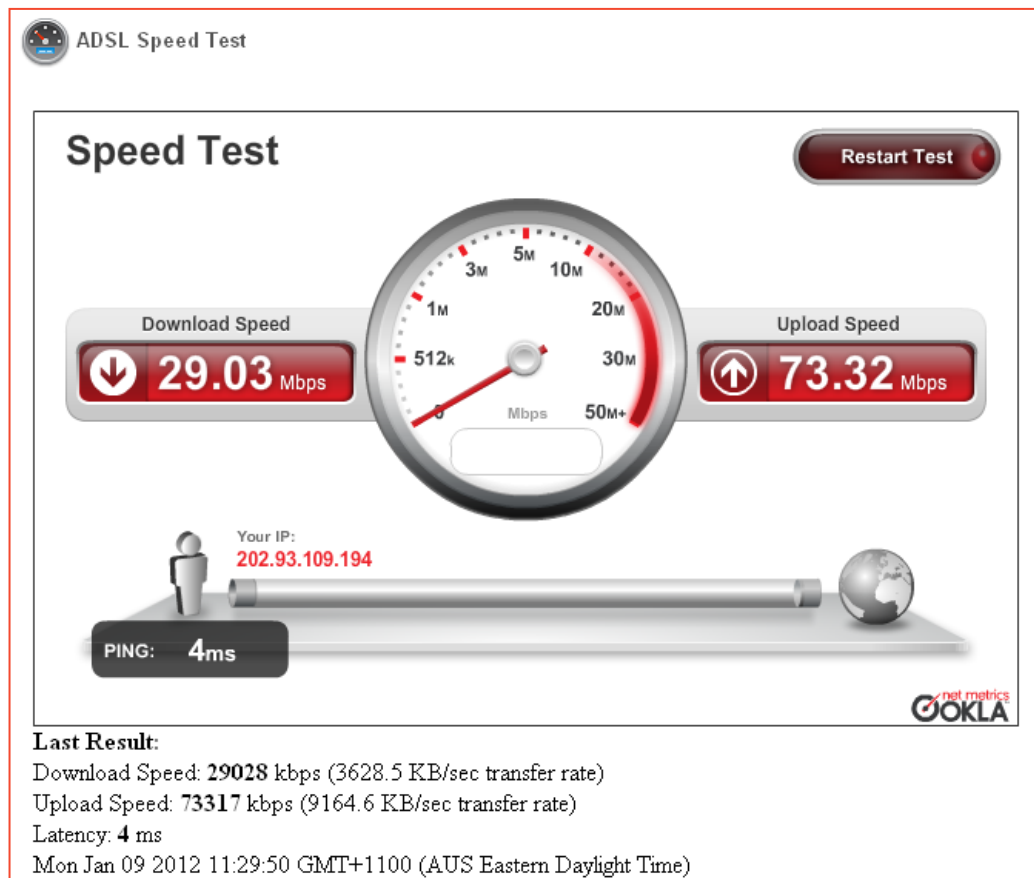 ADSL Speed Test
Speed Test
Restart Test
5M
3M
10M
1M
20M
Download Speed
Upload Speed
29.03 Mbps
512k
30M
73.32 Mbps
0
Mbps
50M+
Your IP:
202.93.109.194
PING: 4ms
net metrics
OOKLA
Last Result:
Download Speed: 29028 kbps (3628.5 KB/sec transfer rate)
Upload Speed: 73317 kbps (9164.6 KB/sec transfer rate)
Latency: 4 ms
Mon Jan 09 2012 11:29:50 GMT+1100 (AUS Eastern Daylight Time)